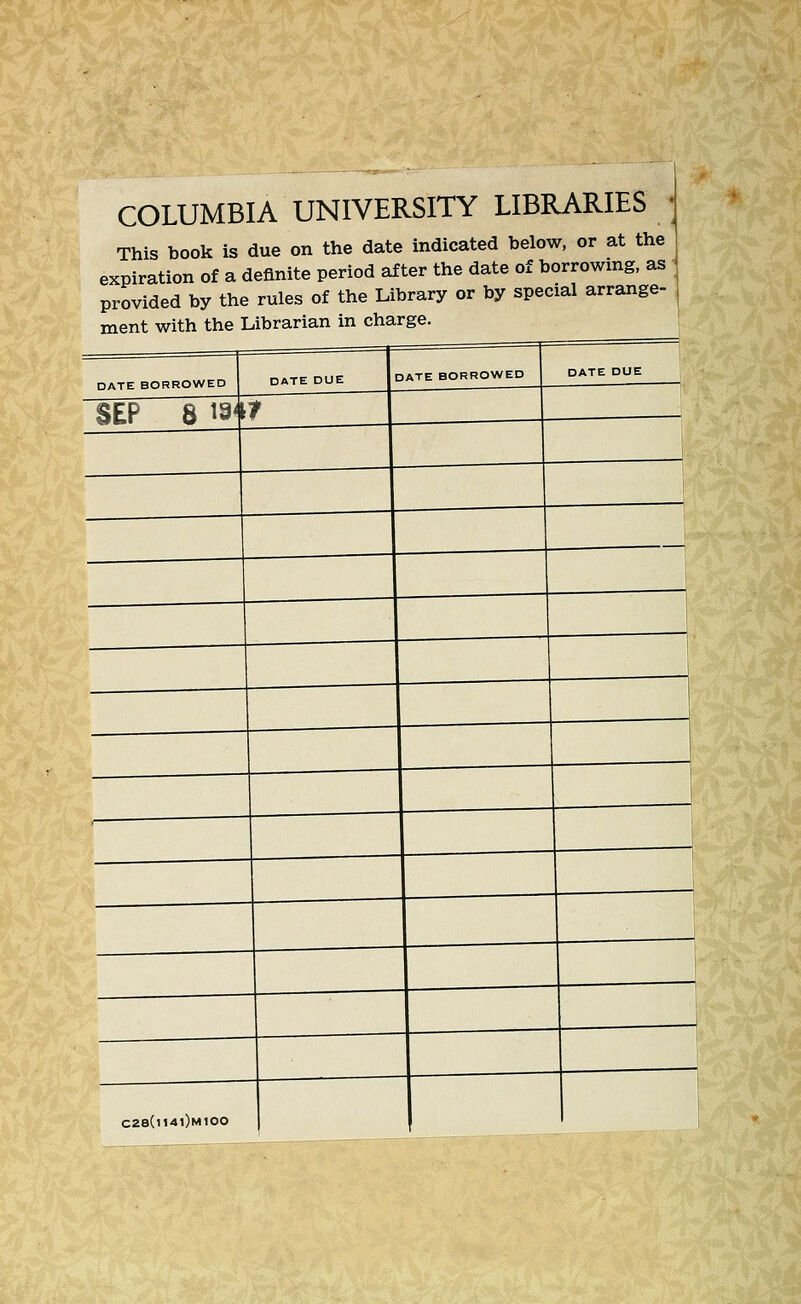 COLUMBIA UNIVERSITY LIBRARIES
This book is due on the date indicated below, or at the
expiration of a definite period after the date of borrowing, as
provided by the rules of the Library or by special arrange-
ment with the Librarian in charge.
DATE BORROWED DATE DUE DATE BORROWED DATE DUE
SEP 8 1947
C28(1141)M100